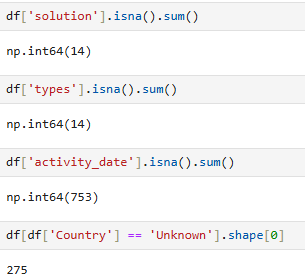 df['solution'].isna().sum()
np.int64(14)
df['types'].isna().sum()
np.int64(14)
df['activity_date'].isna().sum()
np.int64(753)
df[df['Country'] == 'Unknown'].shape[0]
275